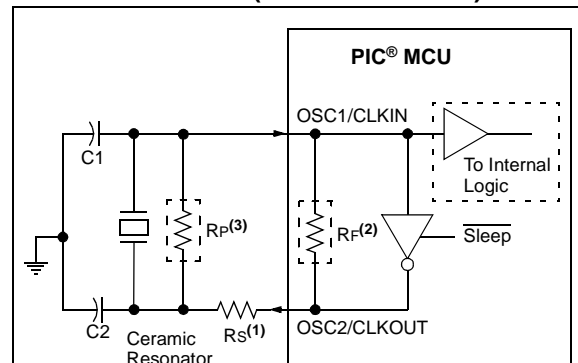 PIC® MCU
OSC1/CLKIN
C1
To Internal
Logic
RP(3)
RF(2)
Sleep
C2
Ceramic
Resonator
RS(1)
OSC2/CLKOUT